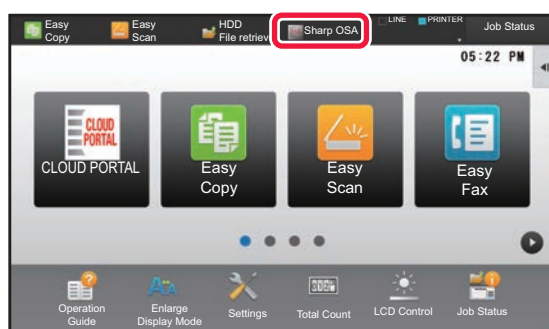 Easy
Copy
Easy
Scan
HDD
File retrieve
Sharp OSA
LINE
PRINTER
Job Status
05:22 PM
CLOUD
PORTAL
CLOUD PORTAL
Easy
Copy
Easy
Scan
Easy
Fax
Operation
Guide
Enlarge
Display Mode
Settings
Total Count
LCD Control
Job Status